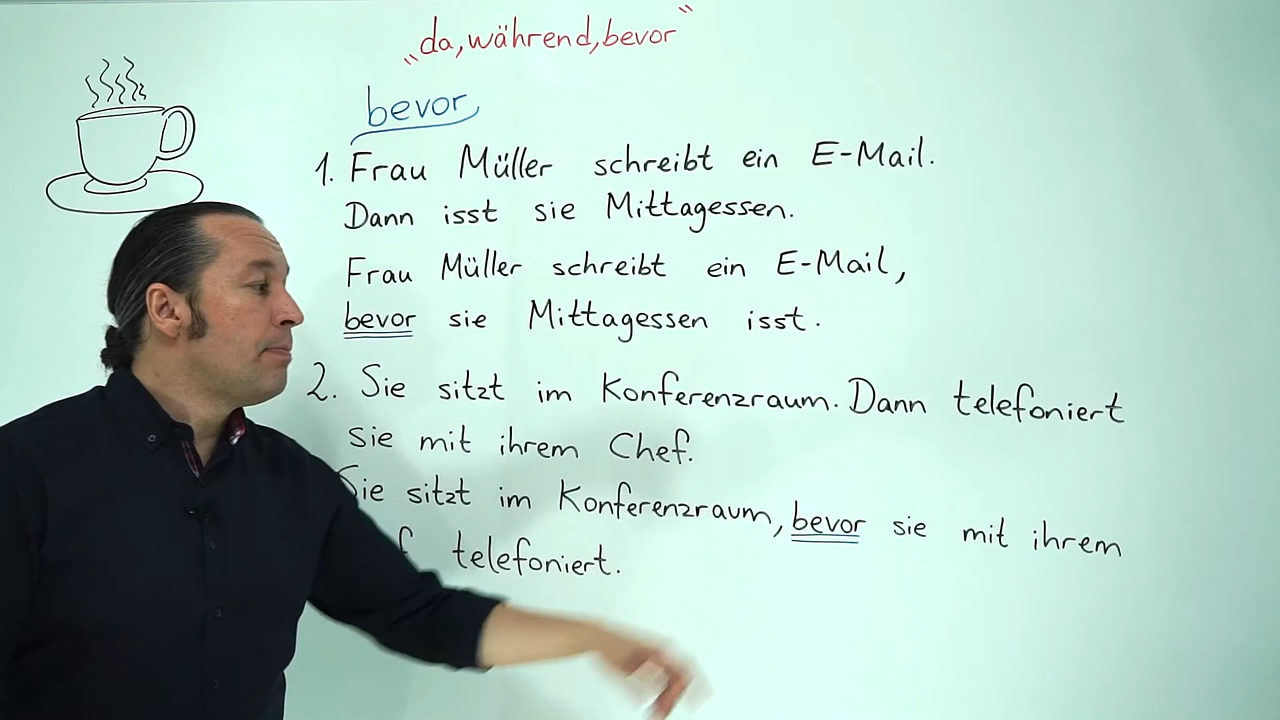 „da, während, bevor"
bevor
1. Frau Müller schreibt ein E-Mail.
Dann isst sie Mittagessen.
Frau Müller schreibt ein E-Mail,
bevor sie Mittagessen isst.
2. Sie sitzt im Konferenzraum. Dann telefoniert
sie mit ihrem Chef.
Sie sitzt im Konferenzraum, bevor sie mit ihrem
telefoniert.